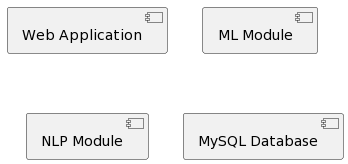 Web Application
ML Module
NLP Module
MySQL Database